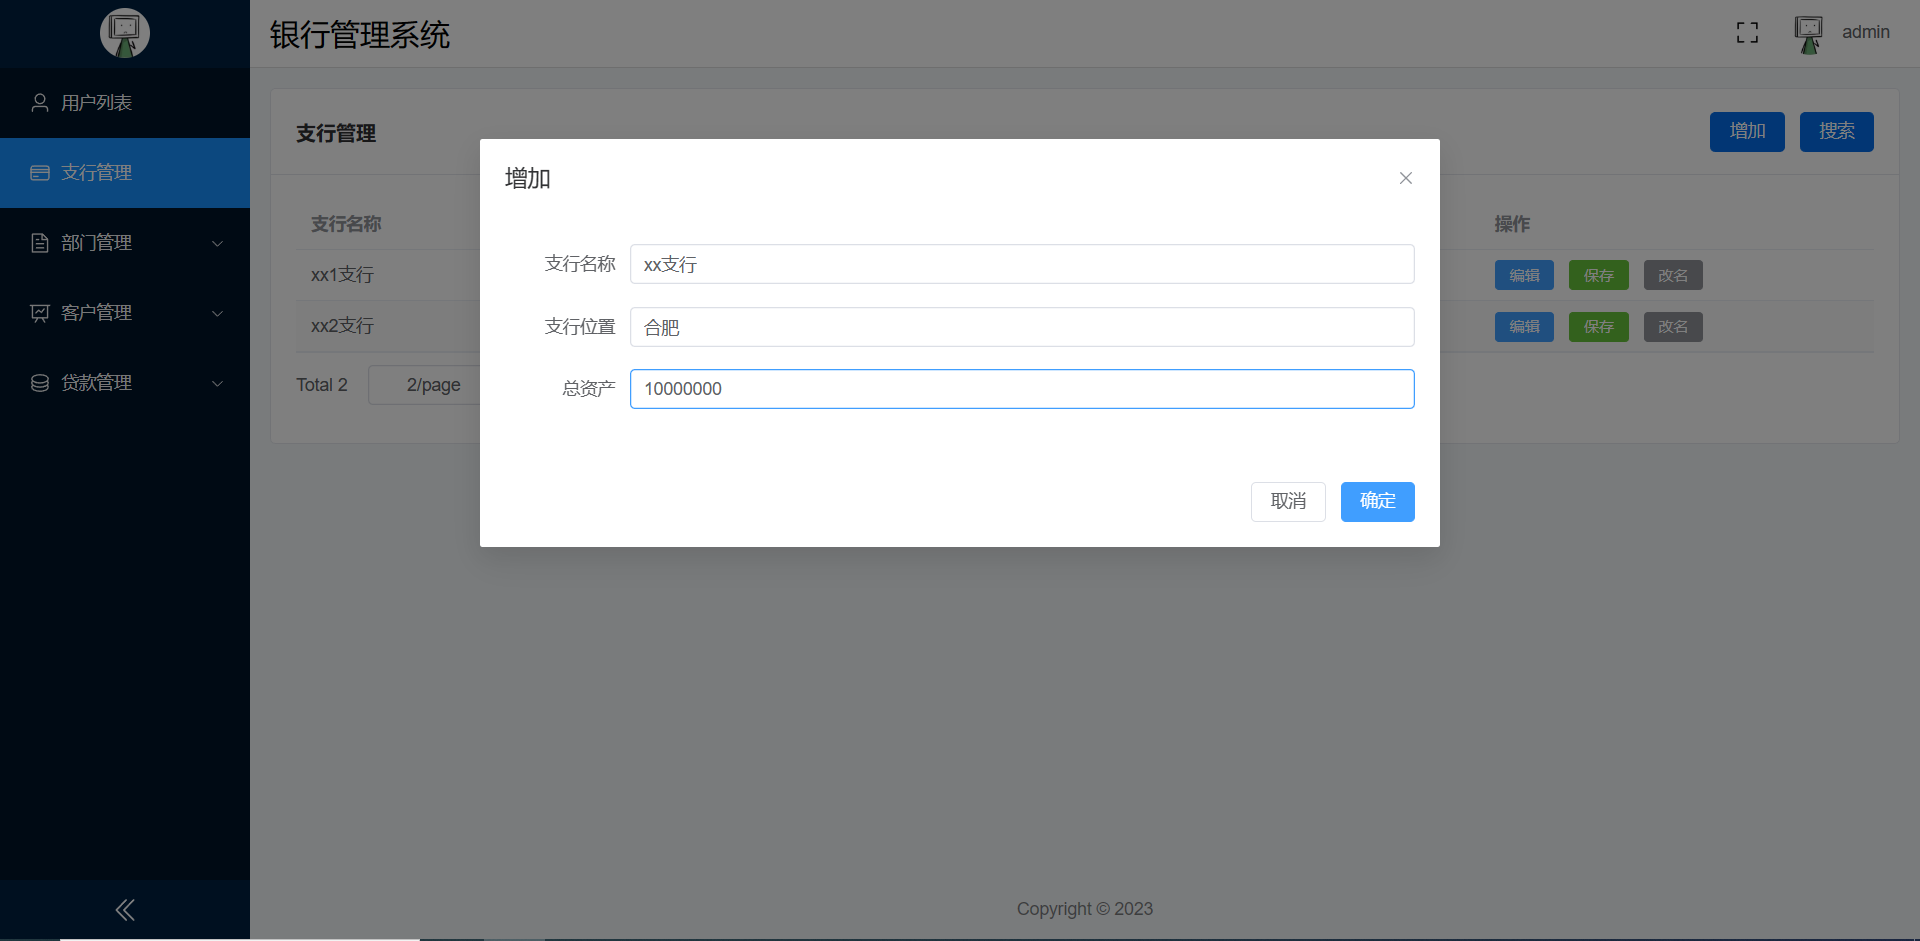 银行管理系统
admin
用户列表
支行管理
部门管理
客户管理
贷款管理
支行管理
增加
搜索
支行名称
操作
xx1支行
编辑
保存
改名
xx2支行
编辑
保存
改名
Total 2
2/page
增加
支行名称
xx支行
支行位置
合肥
总资产
10000000
取消
确定
Copyright © 2023